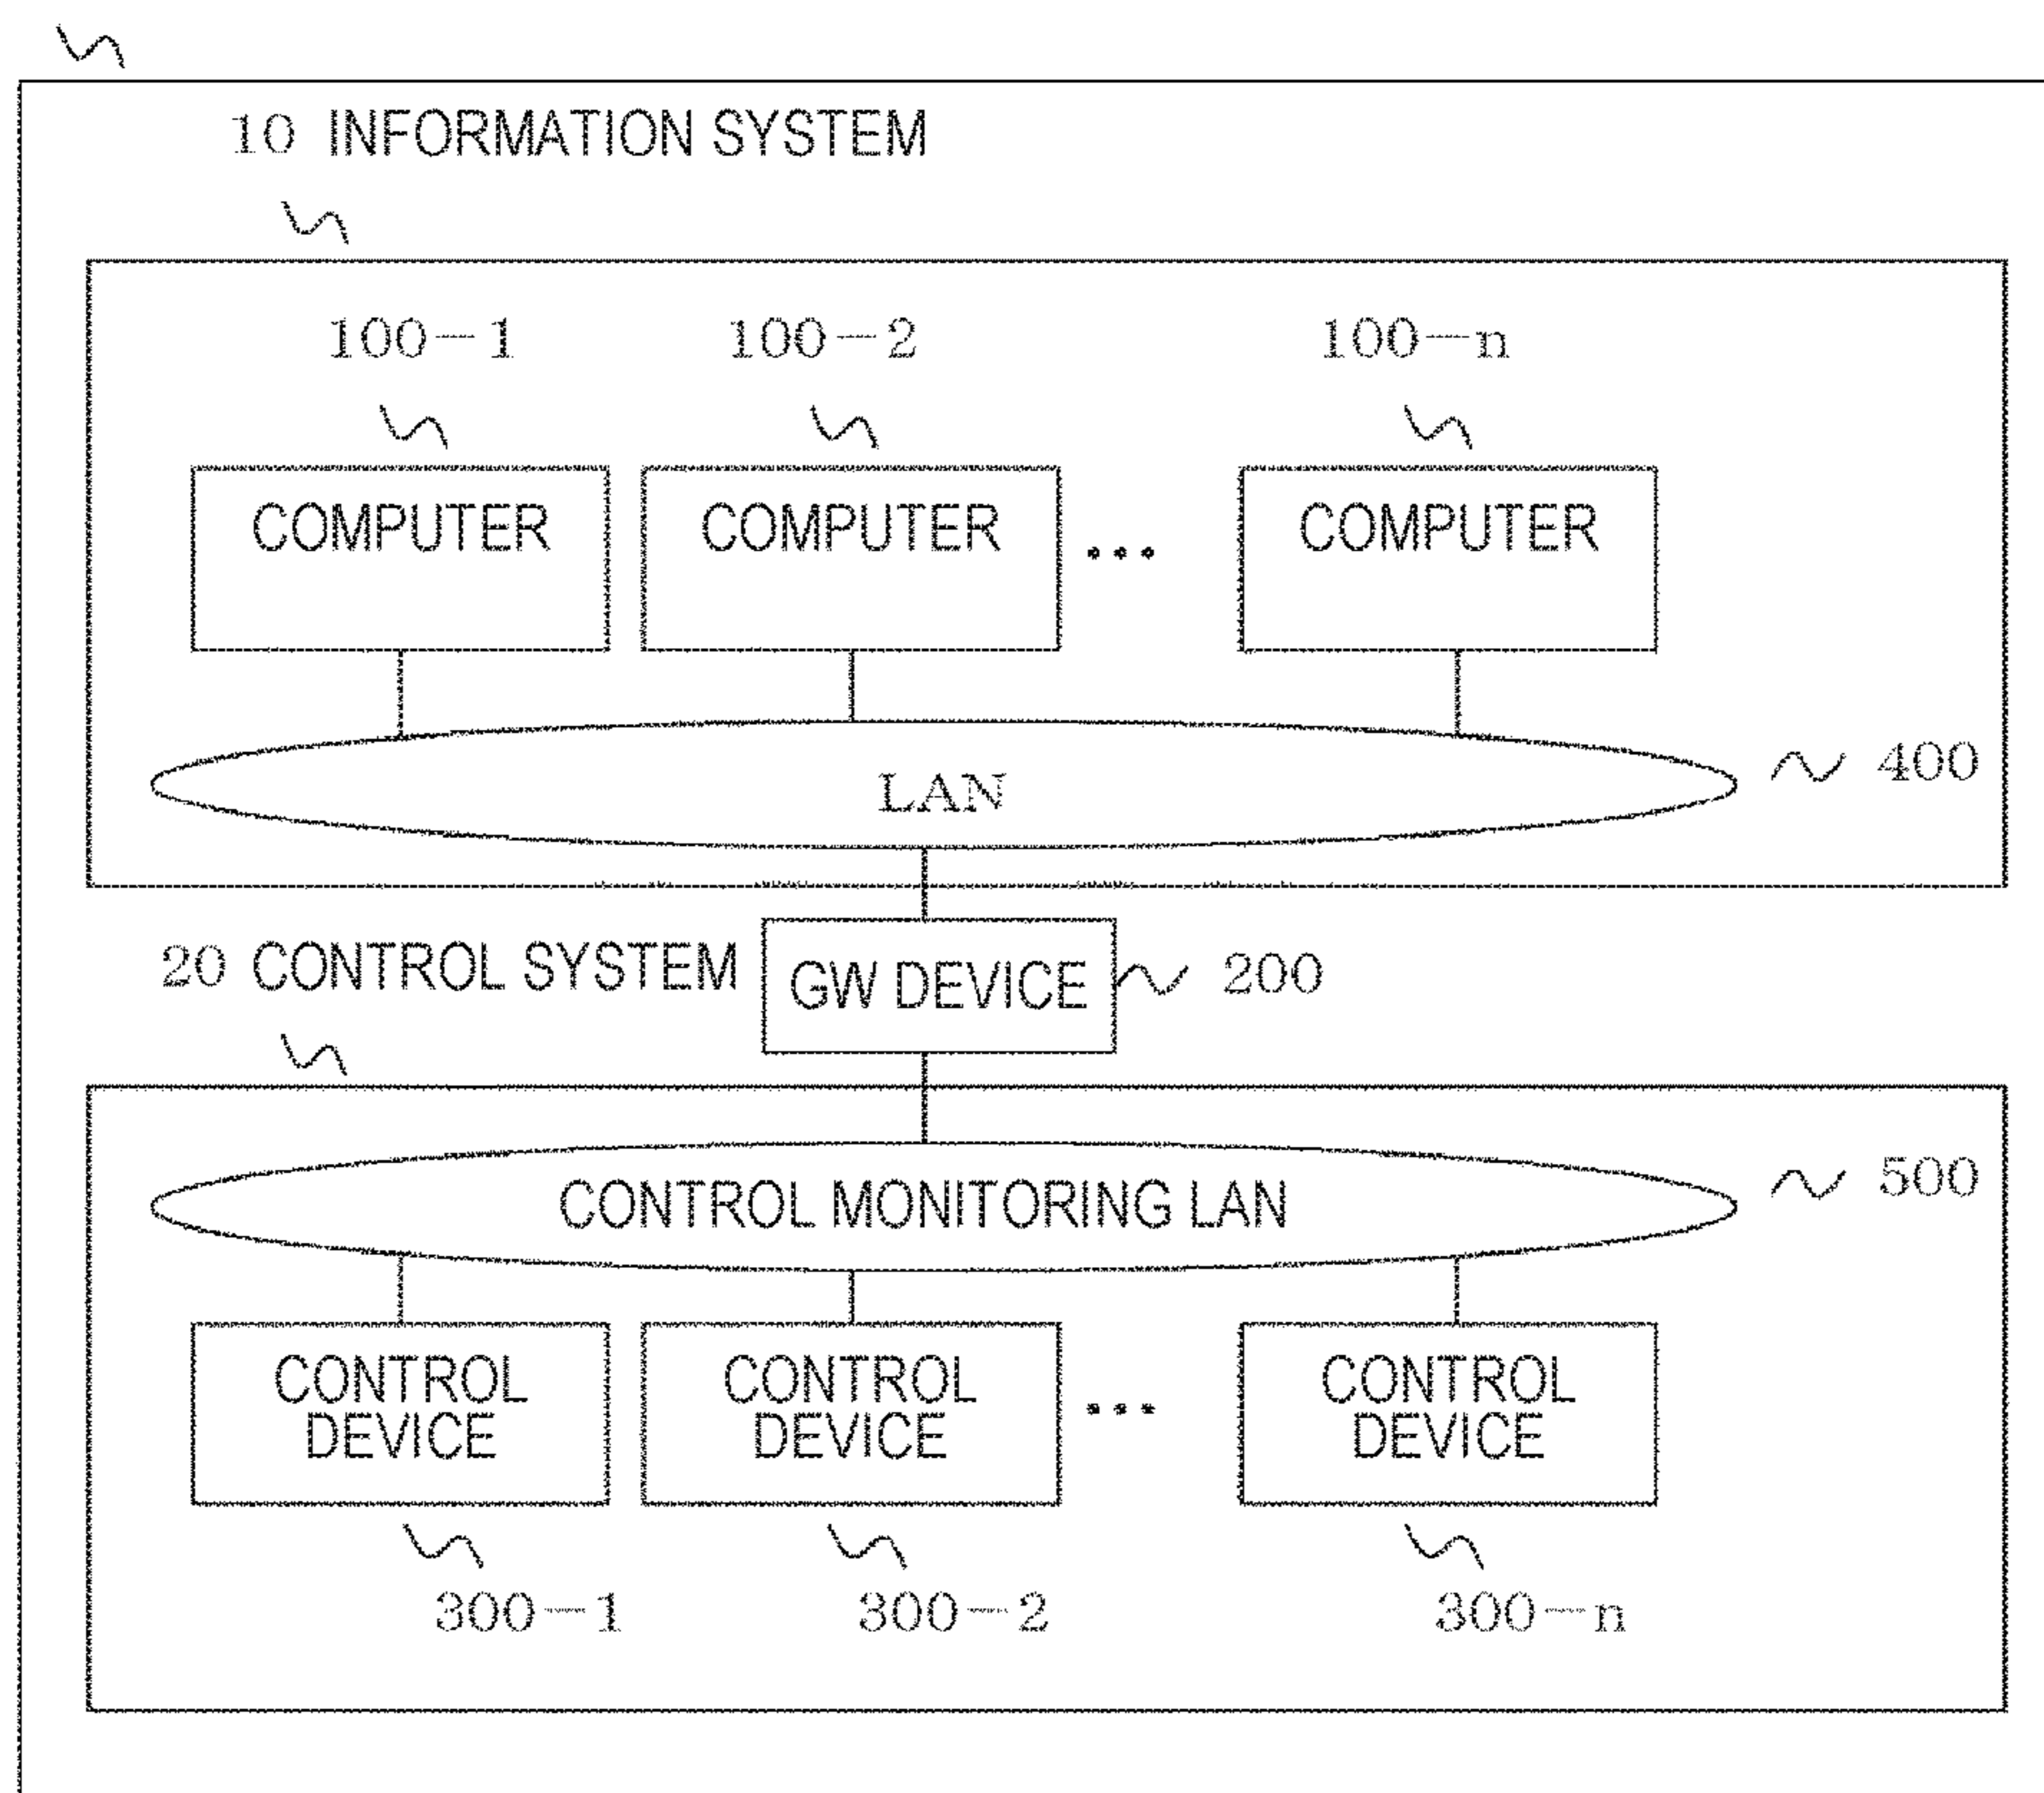 10 INFORMATION SYSTEM
100-1 100-2 100-n
COMPUTER COMPUTER ... COMPUTER
LAN 400
20 CONTROL SYSTEM GW DEVICE 200
CONTROL MONITORING LAN 500
CONTROL CONTROL CONTROL
DEVICE DEVICE ... DEVICE
300-1 300-2 300-n